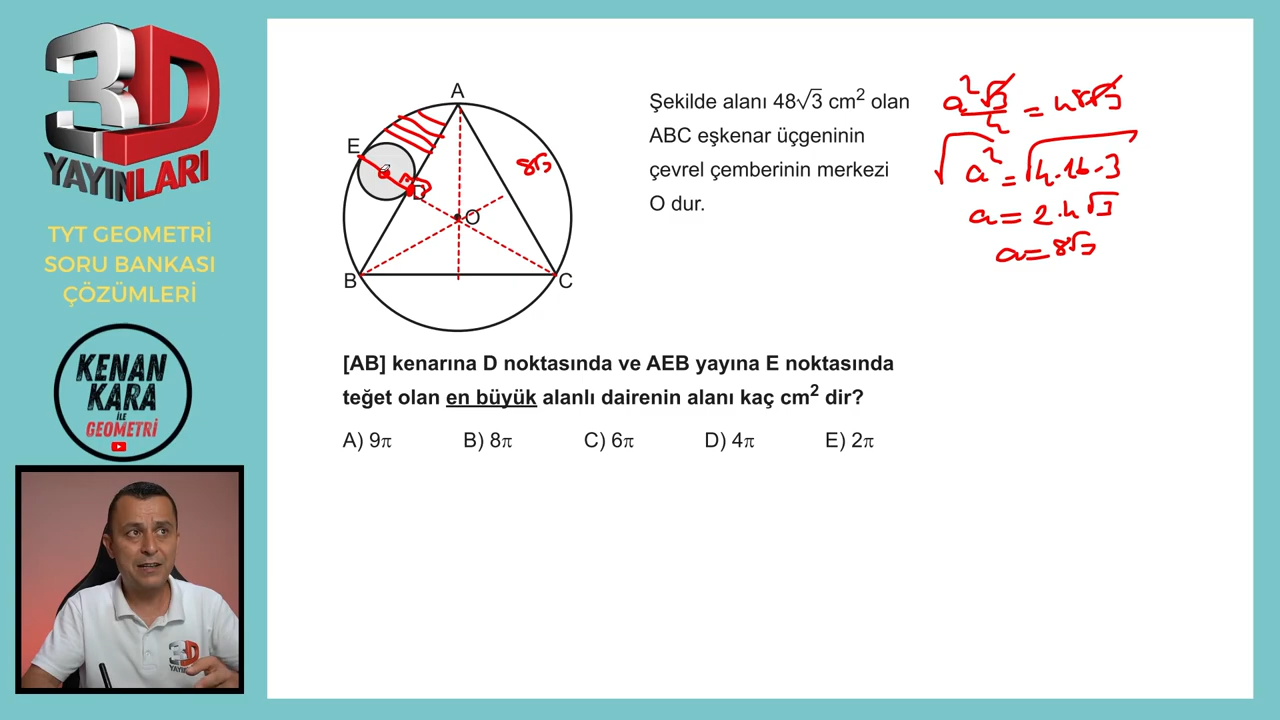 3D
YAYINLARI
TYT GEOMETRİ
SORU BANKASI
ÇÖZÜMLERİ
KENAN
KARA
İLE
GEOMETRİ
3D
A
E
D
O
B
C
8√3
Şekilde alanı 48√3 cm² olan
ABC eşkenar üçgeninin
çevrel çemberinin merkezi
O dur.
a²√3/4 = 48√3
√a² = √4·16·3
a = 2·4√3
a = 8√3
[AB] kenarına D noktasında ve AEB yayına E noktasında
teğet olan en büyük alanlı dairenin alanı kaç cm² dir?
A) 9π B) 8π C) 6π D) 4π E) 2π